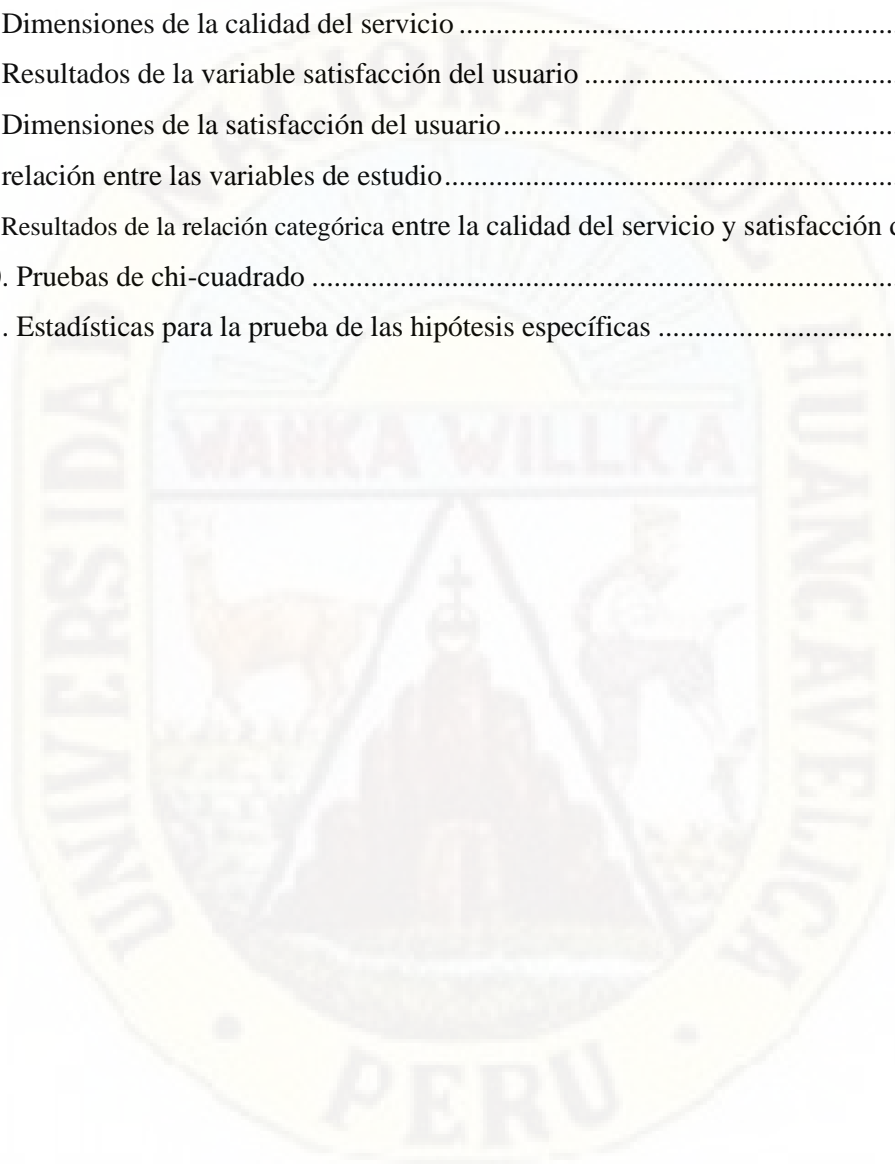 Dimensiones de la calidad del servicio ..........................................................
Resultados de la variable satisfacción del usuario .........................................
Dimensiones de la satisfacción del usuario....................................................
relación entre las variables de estudio............................................................
Resultados de la relación categórica entre la calidad del servicio y satisfacción
. Pruebas de chi-cuadrado ..............................................................................
. Estadísticas para la prueba de las hipótesis específicas ...............................
UNIVERSIDAD NACIONAL DE HUANCAVELICA
WANKA WILLKA
PERU